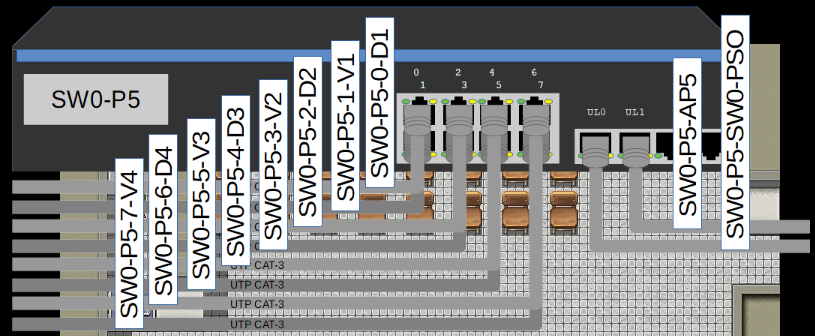 SW0-P5
0 2 4 6
1 3 5 7
UL0 UL1
SW0-P5-7-V4
SW0-P5-6-D4
SW0-P5-5-V3
SW0-P5-4-D3
SW0-P5-3-V2
SW0-P5-2-D2
SW0-P5-1-V1
SW0-P5-0-D1
SW0-P5-AP5
SW0-P5-SW0-PSO
UTP CAT-3
UTP CAT-3
UTP CAT-3
UTP CAT-3